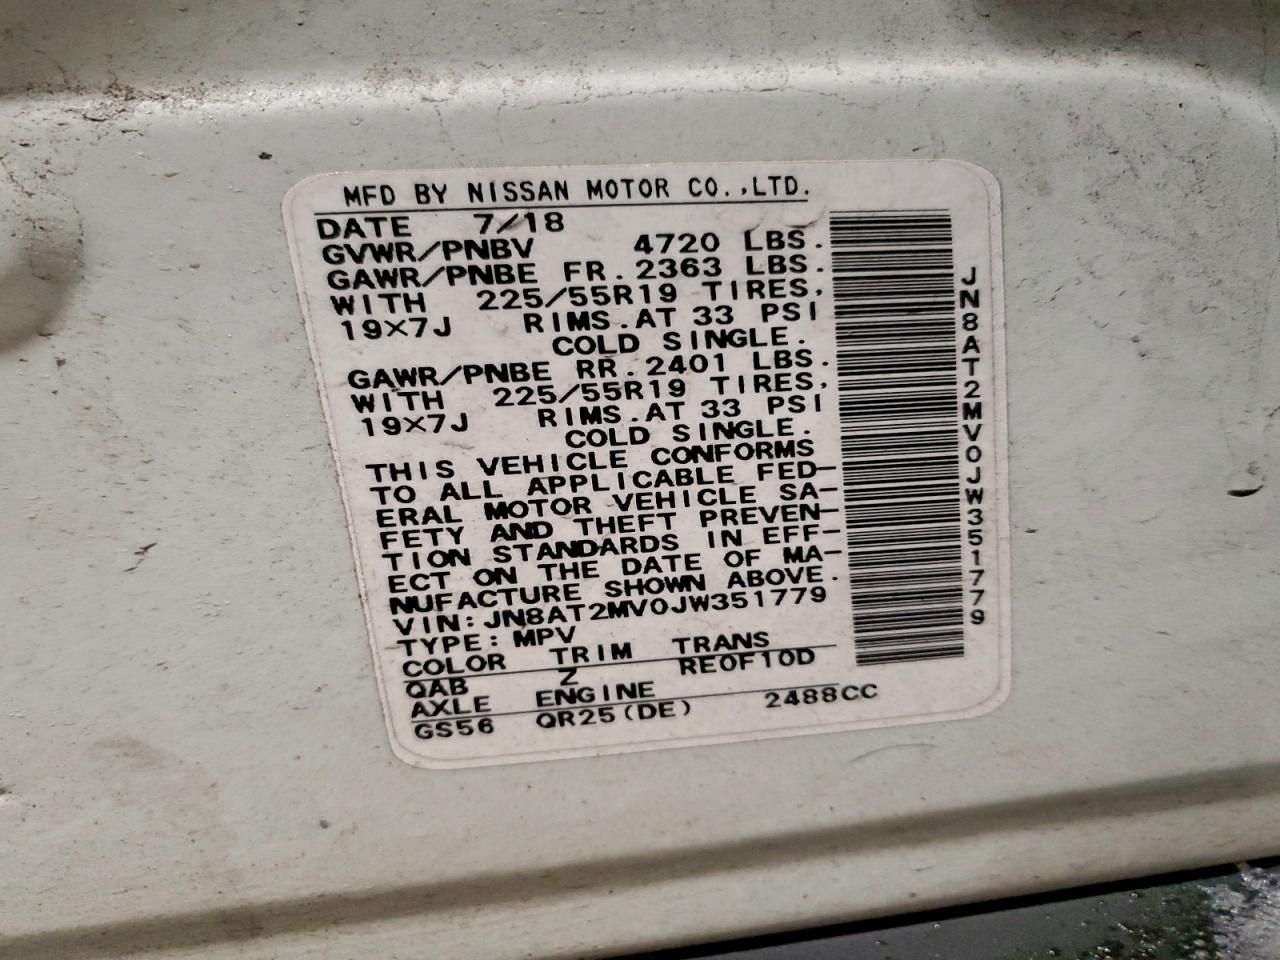 MFD BY NISSAN MOTOR CO.,LTD.
DATE 7/18
GVWR/PNBV 4720 LBS.
GAWR/PNBE FR. 2363 LBS.
WITH 225/55R19 TIRES,
19×7J RIMS.AT 33 PSI
COLD SINGLE.
GAWR/PNBE RR. 2401 LBS.
WITH 225/55R19 TIRES,
19×7J RIMS.AT 33 PSI
COLD SINGLE.
THIS VEHICLE CONFORMS
TO ALL APPLICABLE FED-
ERAL MOTOR VEHICLE SA-
FETY AND THEFT PREVEN-
TION STANDARDS IN EFF-
ECT ON THE DATE OF MA-
NUFACTURE SHOWN ABOVE.
VIN:JN8AT2MV0JW351779
TYPE:MPV
COLOR TRIM TRANS
QAB Z RE0F10D
AXLE ENGINE
GS56 QR25(DE) 2488CC
JN8AT2MV0JW351779